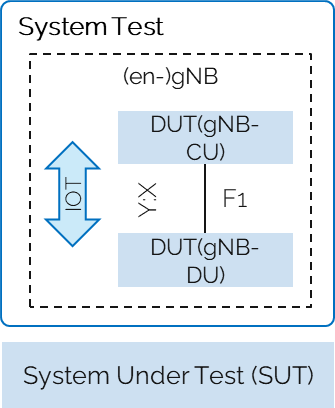 System Test
(en-)gNB
DUT(gNB-
CU)
IOT
Y:X
F1
DUT(gNB-
DU)
System Under Test (SUT)